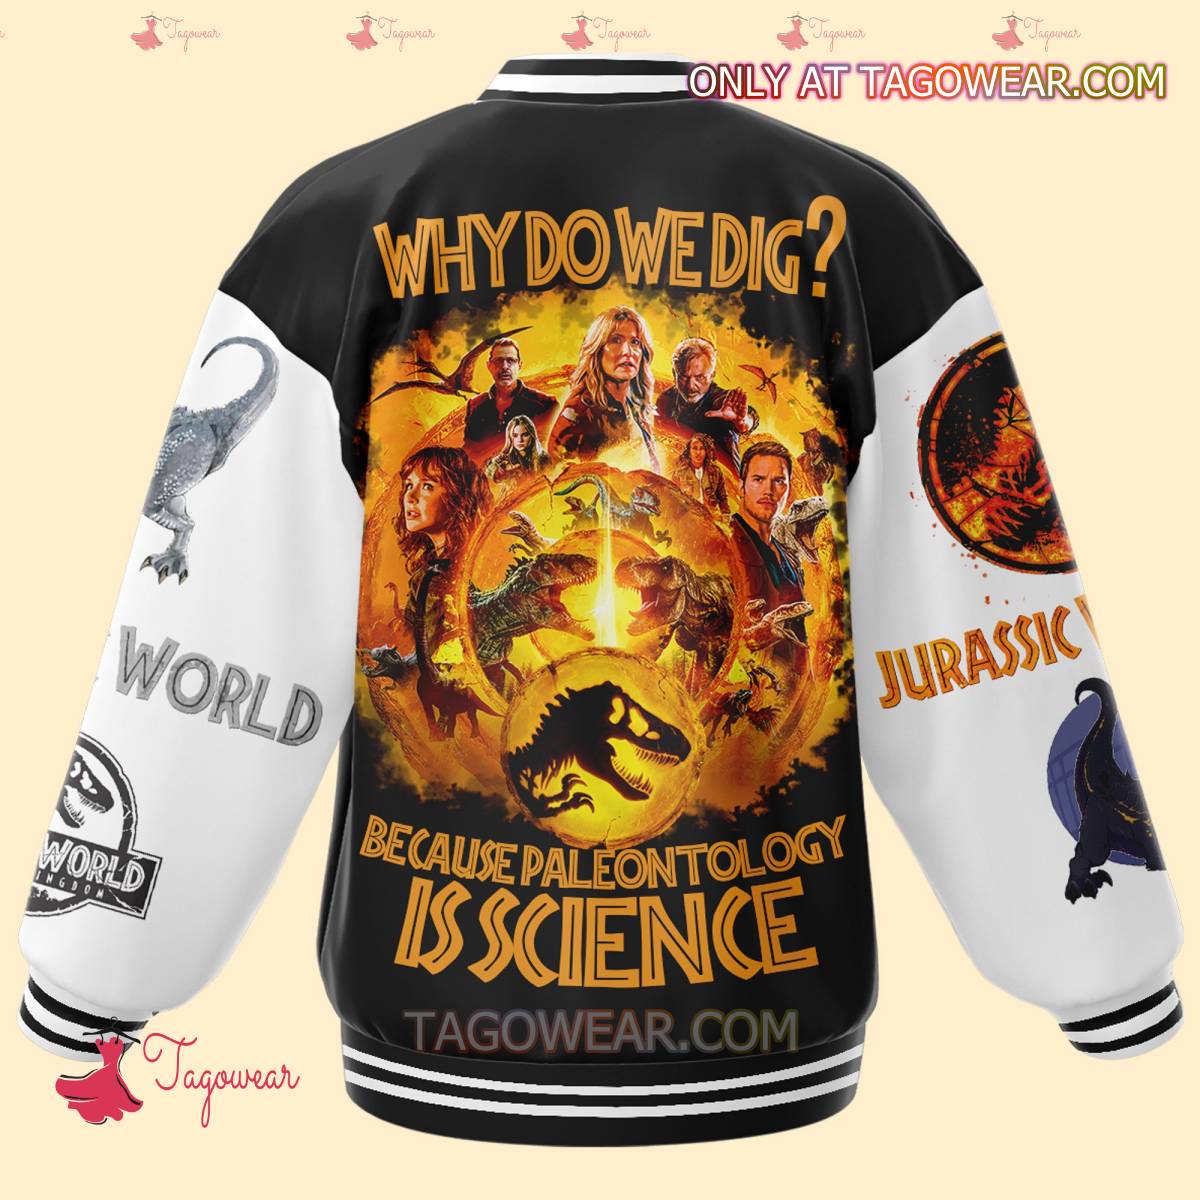 Tagowear
Tagowear
Tagowear
Tagowear
ONLY AT TAGOWEAR.COM
WHY DO WE DIG?
WORLD
JURASSIC
WORLD
INGDOM
BECAUSE PALEONTOLOGY
IS SCIENCE
TAGOWEAR.COM
Tagowear